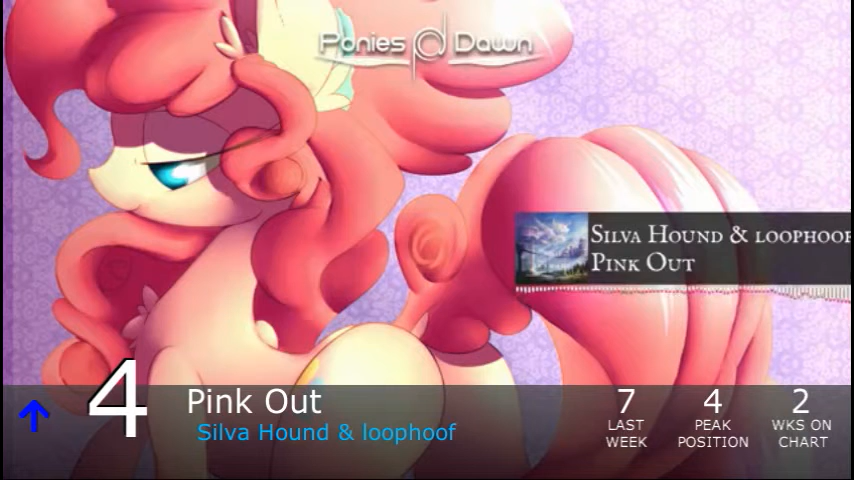 Ponies @ Dawn
Silva Hound & loophoof
Pink Out
4
Pink Out
Silva Hound & loophoof
7
LAST
WEEK
4
PEAK
POSITION
2
WKS ON
CHART